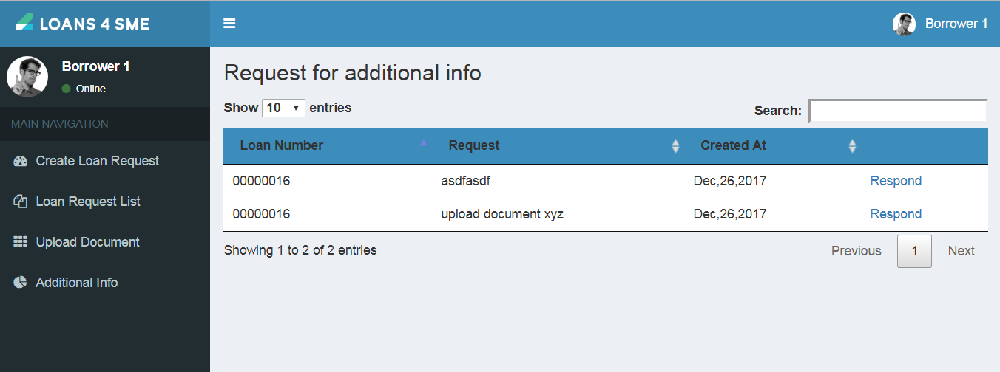 LOANS 4 SME
Borrower 1
Borrower 1
Online
MAIN NAVIGATION
Create Loan Request
Loan Request List
Upload Document
Additional Info
Request for additional info
Show 10 entries
Search:
Loan Number Request Created At
00000016 asdfasdf Dec,26,2017 Respond
00000016 upload document xyz Dec,26,2017 Respond
Showing 1 to 2 of 2 entries
Previous 1 Next